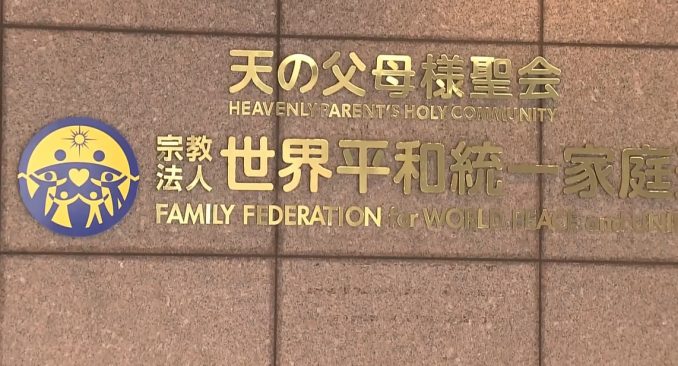 天の父母様聖会
HEAVENLY PARENT'S HOLY COMMUNITY
宗教法人 世界平和統一家庭
FAMILY FEDERATION for WORLD PEACE and UNI